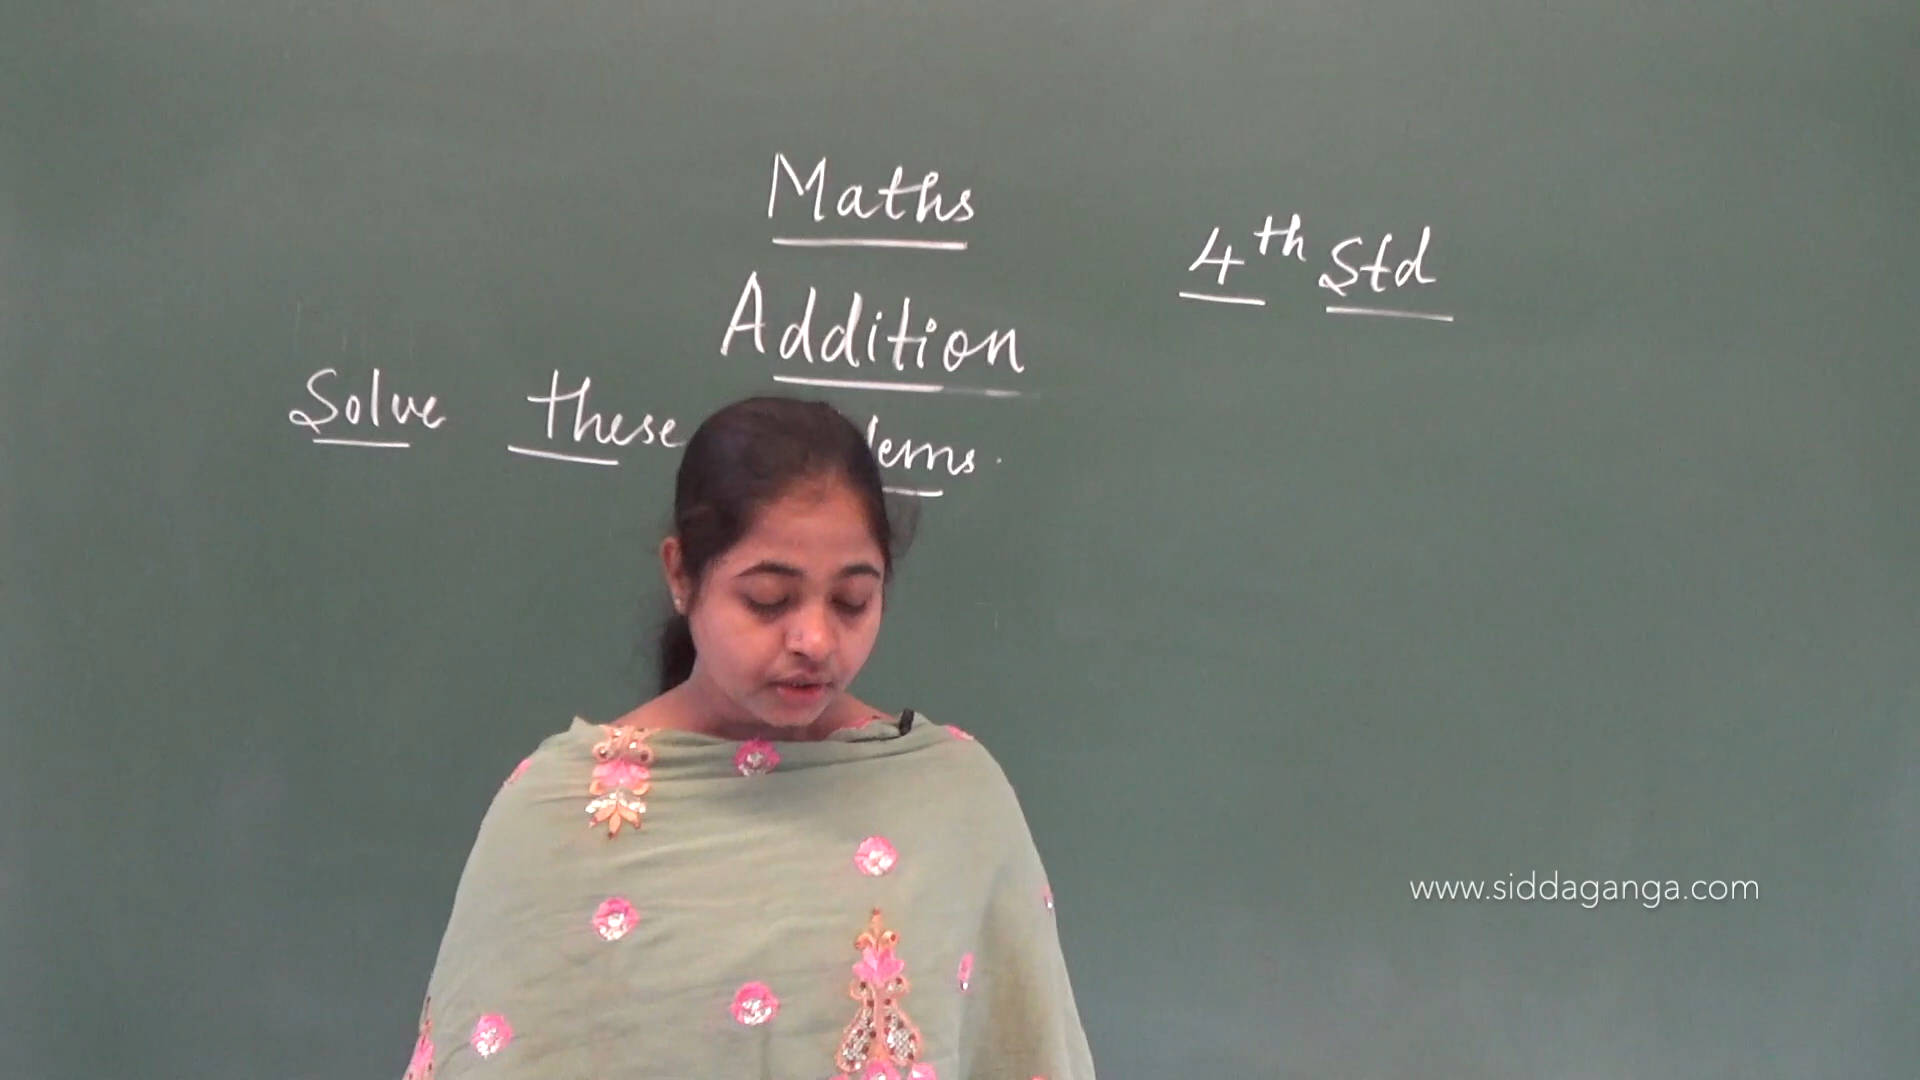 Maths
4th Std
Addition
Solve these
www.siddaganga.com